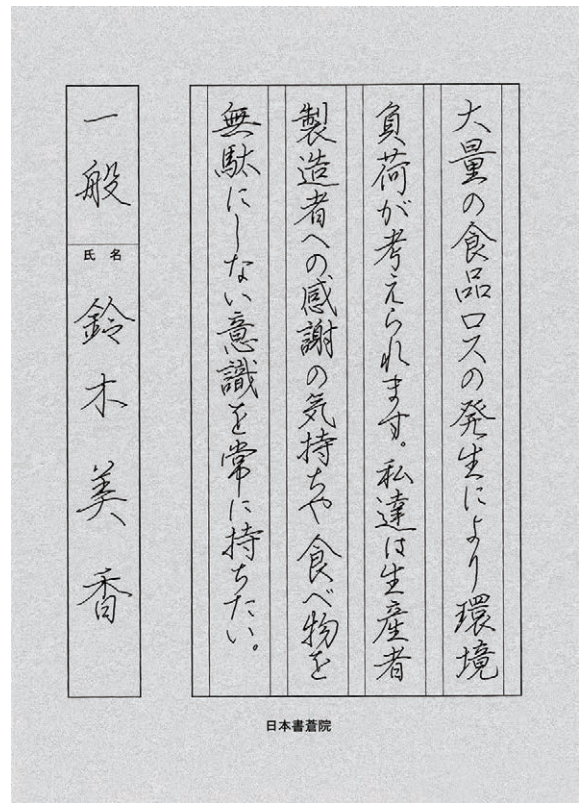 大量の食品ロスの発生により環境
負荷が考えられます。私達は生産者
製造者への感謝の気持ちや食べ物を
無駄にしない意識を常に持ちたい。
一般
氏名
鈴木美香
日本書蒼院